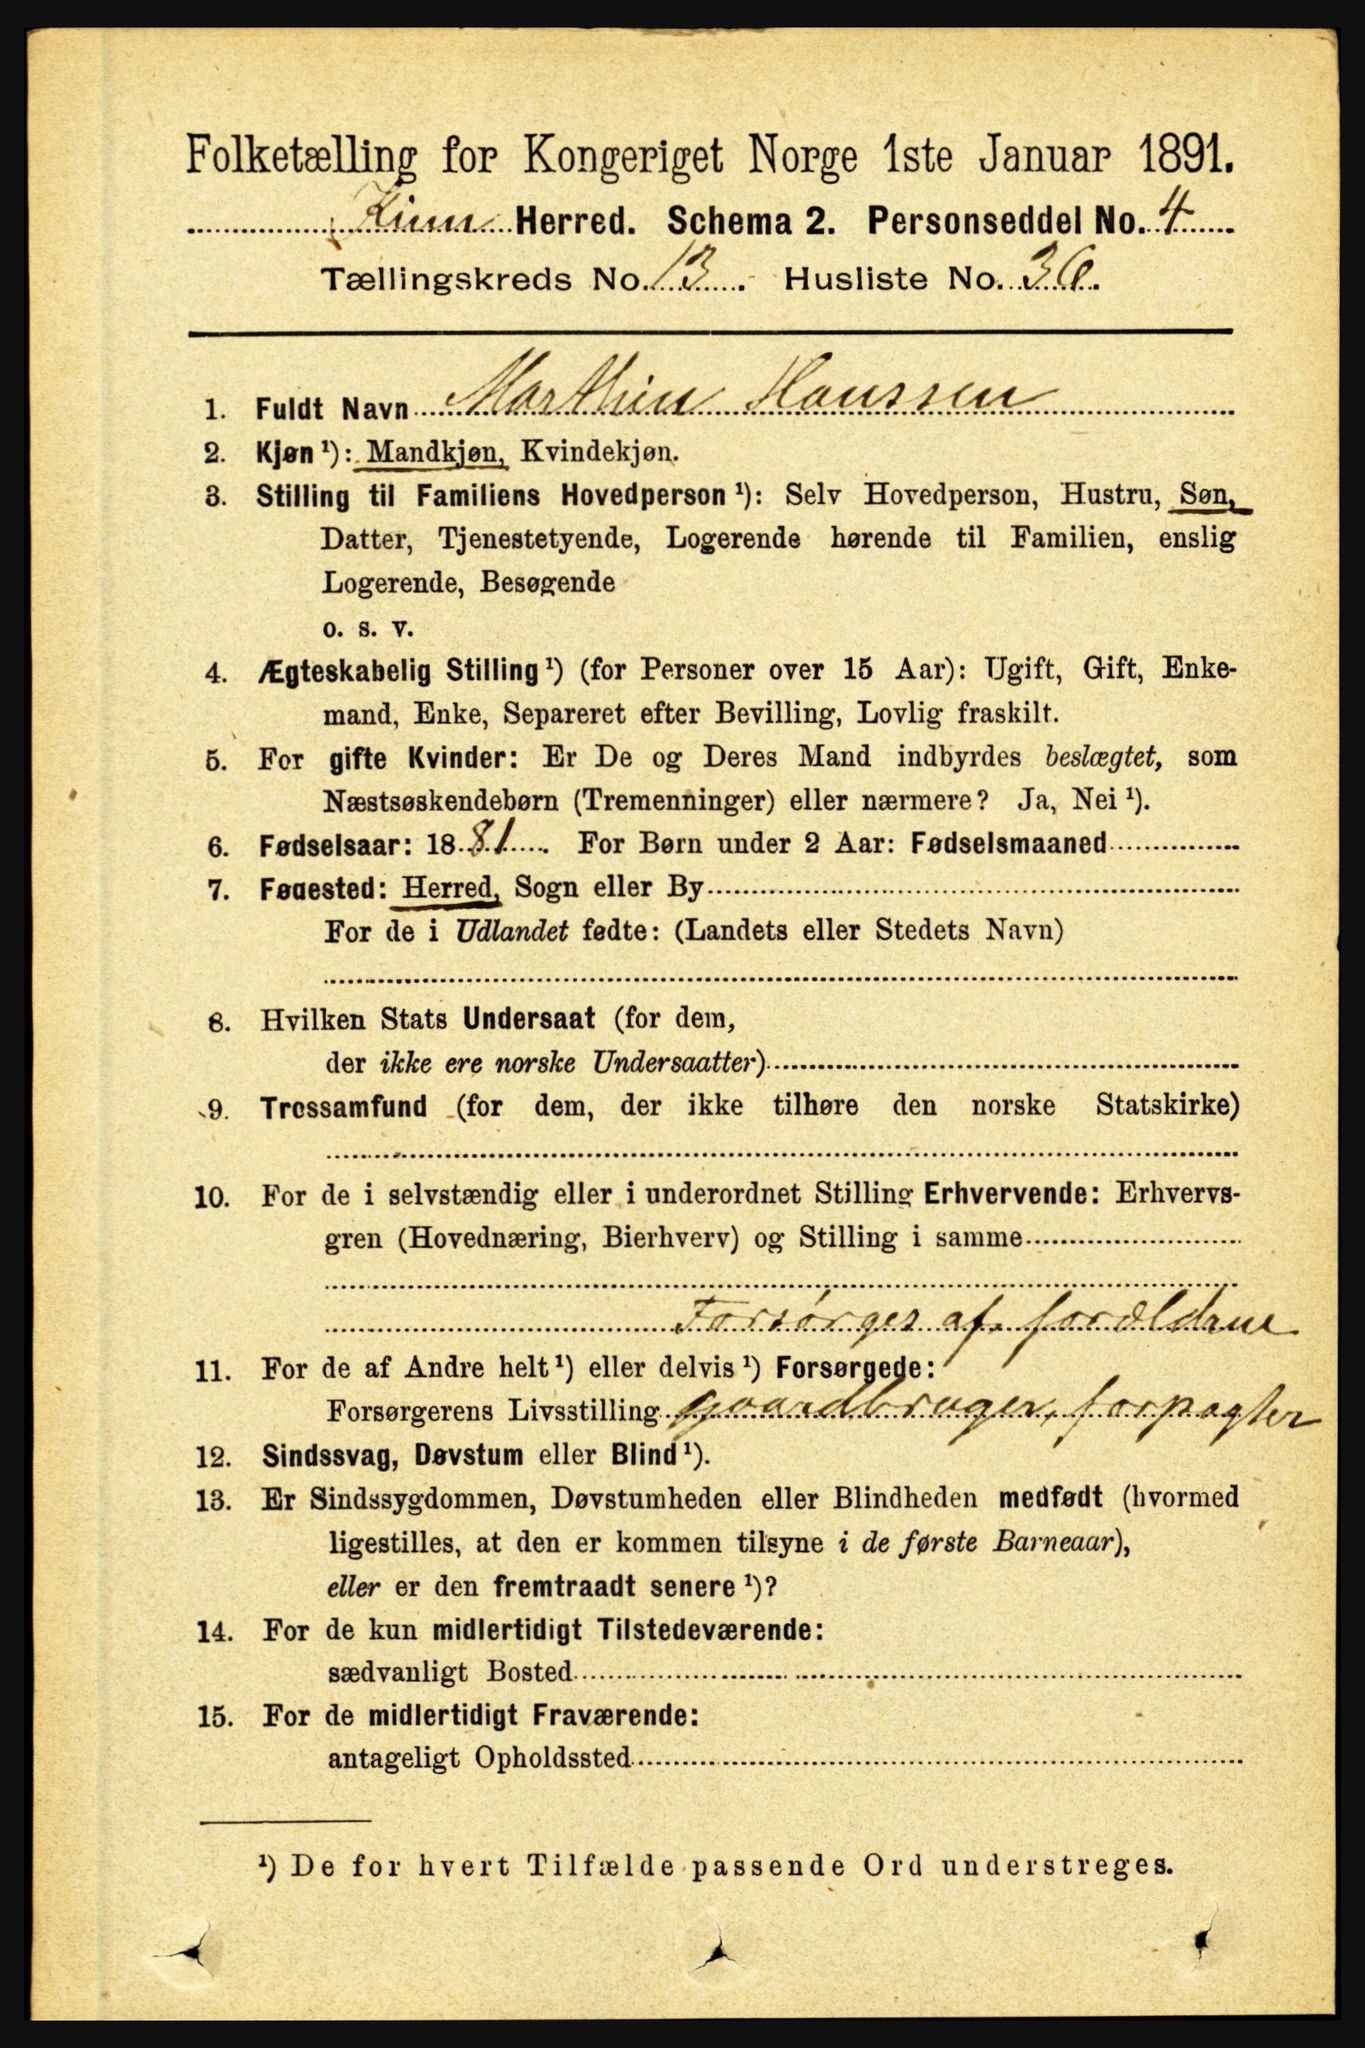 Folketælling for Kongeriget Norge 1ste Januar 1891.
Kinn Herred. Schema 2. Personseddel No. 4
Tællingskreds No. 13. Husliste No. 36.
1. Fuldt Navn Marthin Hanssen
2. Kjøn ¹): Mandkjøn, Kvindekjøn.
3. Stilling til Familiens Hovedperson ¹): Selv Hovedperson, Hustru, Søn,
Datter, Tjenestetyende, Logerende hørende til Familien, enslig
Logerende, Besøgende
o. s. v.
4. Ægteskabelig Stilling ¹) (for Personer over 15 Aar): Ugift, Gift, Enke-
mand, Enke, Separeret efter Bevilling, Lovlig fraskilt.
5. For gifte Kvinder: Er De og Deres Mand indbyrdes beslægtet, som
Næstsøskendebørn (Tremenninger) eller nærmere? Ja, Nei ¹).
6. Fødselsaar: 1881. For Børn under 2 Aar: Fødselsmaaned
7. Fødested: Herred, Sogn eller By
For de i Udlandet fødte: (Landets eller Stedets Navn)
8. Hvilken Stats Undersaat (for dem,
der ikke ere norske Undersaatter)
9. Trossamfund (for dem, der ikke tilhøre den norske Statskirke)
10. For de i selvstændig eller i underordnet Stilling Erhvervende: Erhvervs-
gren (Hovednæring, Bierhverv) og Stilling i samme
Forsørges af forældrene
11. For de af Andre helt ¹) eller delvis ¹) Forsørgede:
Forsørgerens Livsstilling gaardbruger, forpagter
12. Sindssvag, Døvstum eller Blind ¹).
13. Er Sindssygdommen, Døvstumheden eller Blindheden medfødt (hvormed
ligestilles, at den er kommen tilsyne i de første Barneaar),
eller er den fremtraadt senere ¹)?
14. For de kun midlertidigt Tilstedeværende:
sædvanligt Bosted
15. For de midlertidigt Fraværende:
antageligt Opholdssted
¹) De for hvert Tilfælde passende Ord understreges.